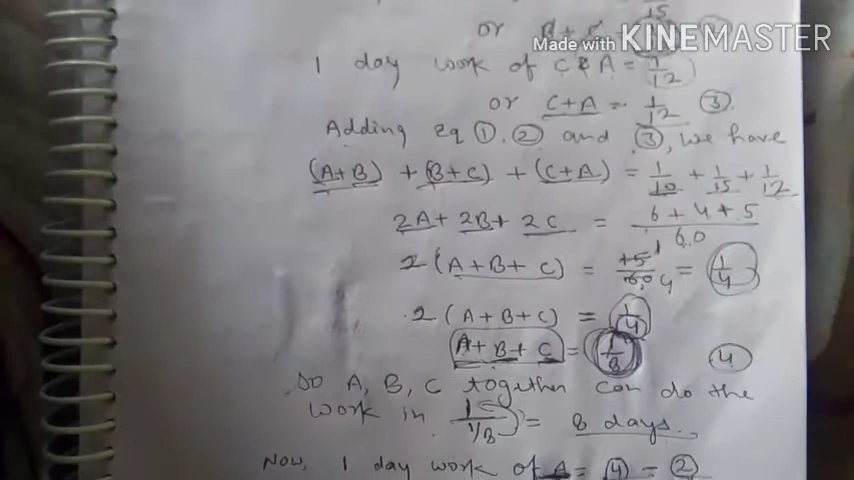 15
or B + C
Made with KINEMASTER
1 day work of C & A = 1/12
or C+A = 1/12 ③
Adding eq ①, ② and ③, we have
(A+B) + (B+C) + (C+A) = 1/10 + 1/15 + 1/12
2A + 2B + 2C = 6 + 4 + 5 / 60
2 (A+B+C) = 15 1 / 60 4 = 1/4
2 (A+B+C) = 1/4
A+B+C = 1/8 ④
So A, B, C together can do the
work in 1 / 1/8 = 8 days.
Now, 1 day work of A = ④ - ②